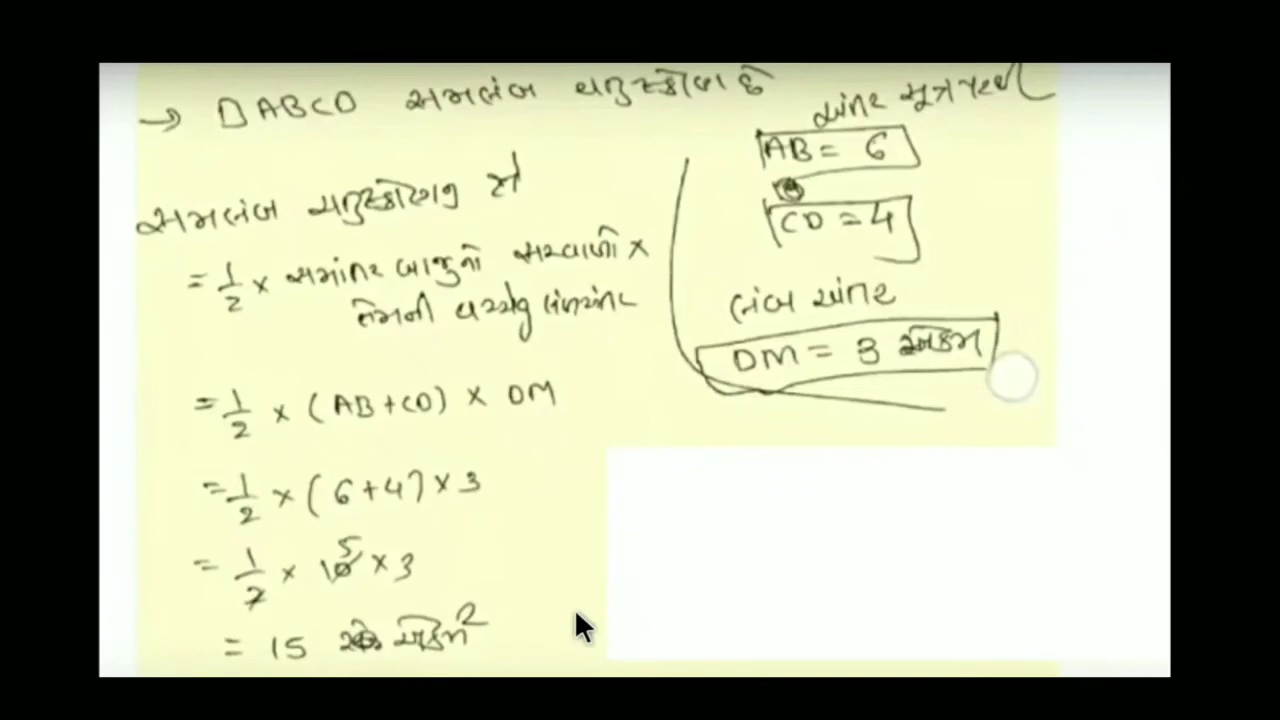 → □ABCD સમલંબ ચતુષ્કોણ છે
સમલંબ ચતુષ્કોણનું ક્ષે
= 1/2 × સમાંતર બાજુનો સરવાળો ×
તેમની વચ્ચેનું લંબઅંતર
= 1/2 × (AB+CD) × DM
= 1/2 × (6+4) × 3
= 1/2 × 10 5 × 3
= 15 એકમ²
અંતર સૂત્ર પરથી
AB = 6
CD = 4
લંબ અંતર
DM = 3 એકમ